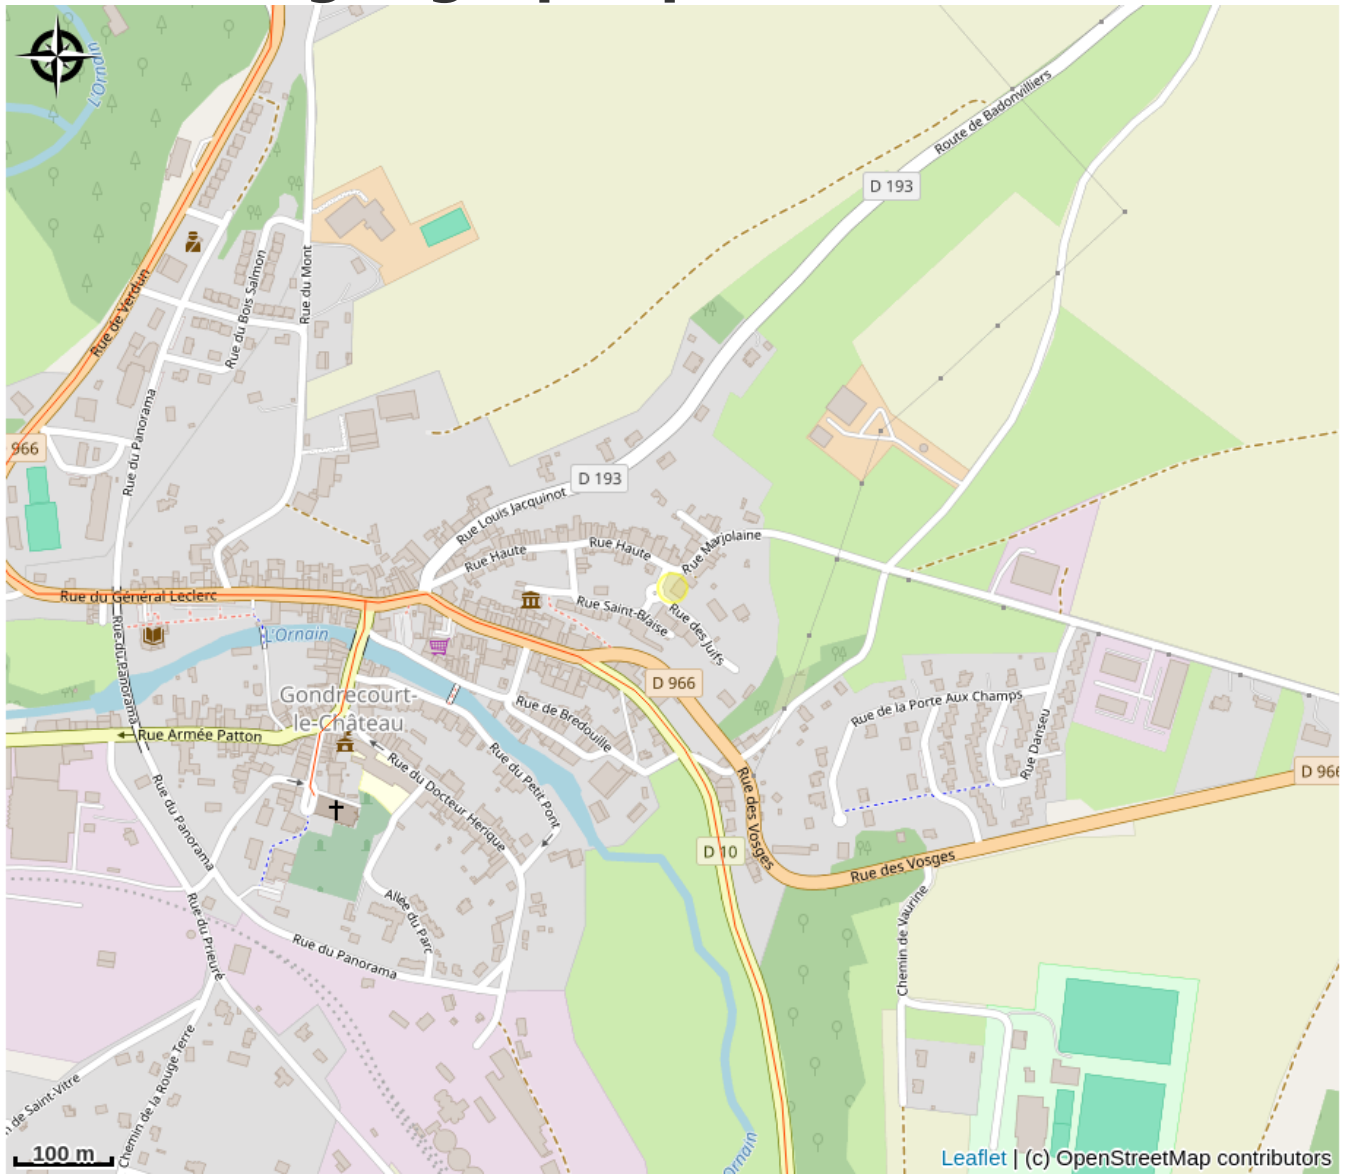 L'Ornain
Route de Badonvilliers
D 193
Rue du Mont
Rue du Bois Salmon
Rue de Verdun
Rue du Panorama
966
D 193
Rue Louis Jacquinot
Rue Haute
Rue Haute
Rue Marjolaine
Rue du Général Leclerc
Rue Saint-Blaise
Rue des Juifs
L'Ornain
Rue du Panorama
D 966
Gondrecourt-
le-Château
Rue de la Porte Aux Champs
Rue de Bredouille
Rue Armée Patton
Rue Danseu
Rue du Petit Pont
Rue du Docteur Herique
D 966
Rue du Panorama
Rue des Vosges
D 10
Rue des Vosges
Allée du Parc
Rue du Prieuré
Rue du Panorama
Chemin de Vaurine
Chemin de la Rouge Terre
de Saint-Vitre
Ornain
100 m
Leaflet | (c) OpenStreetMap contributors